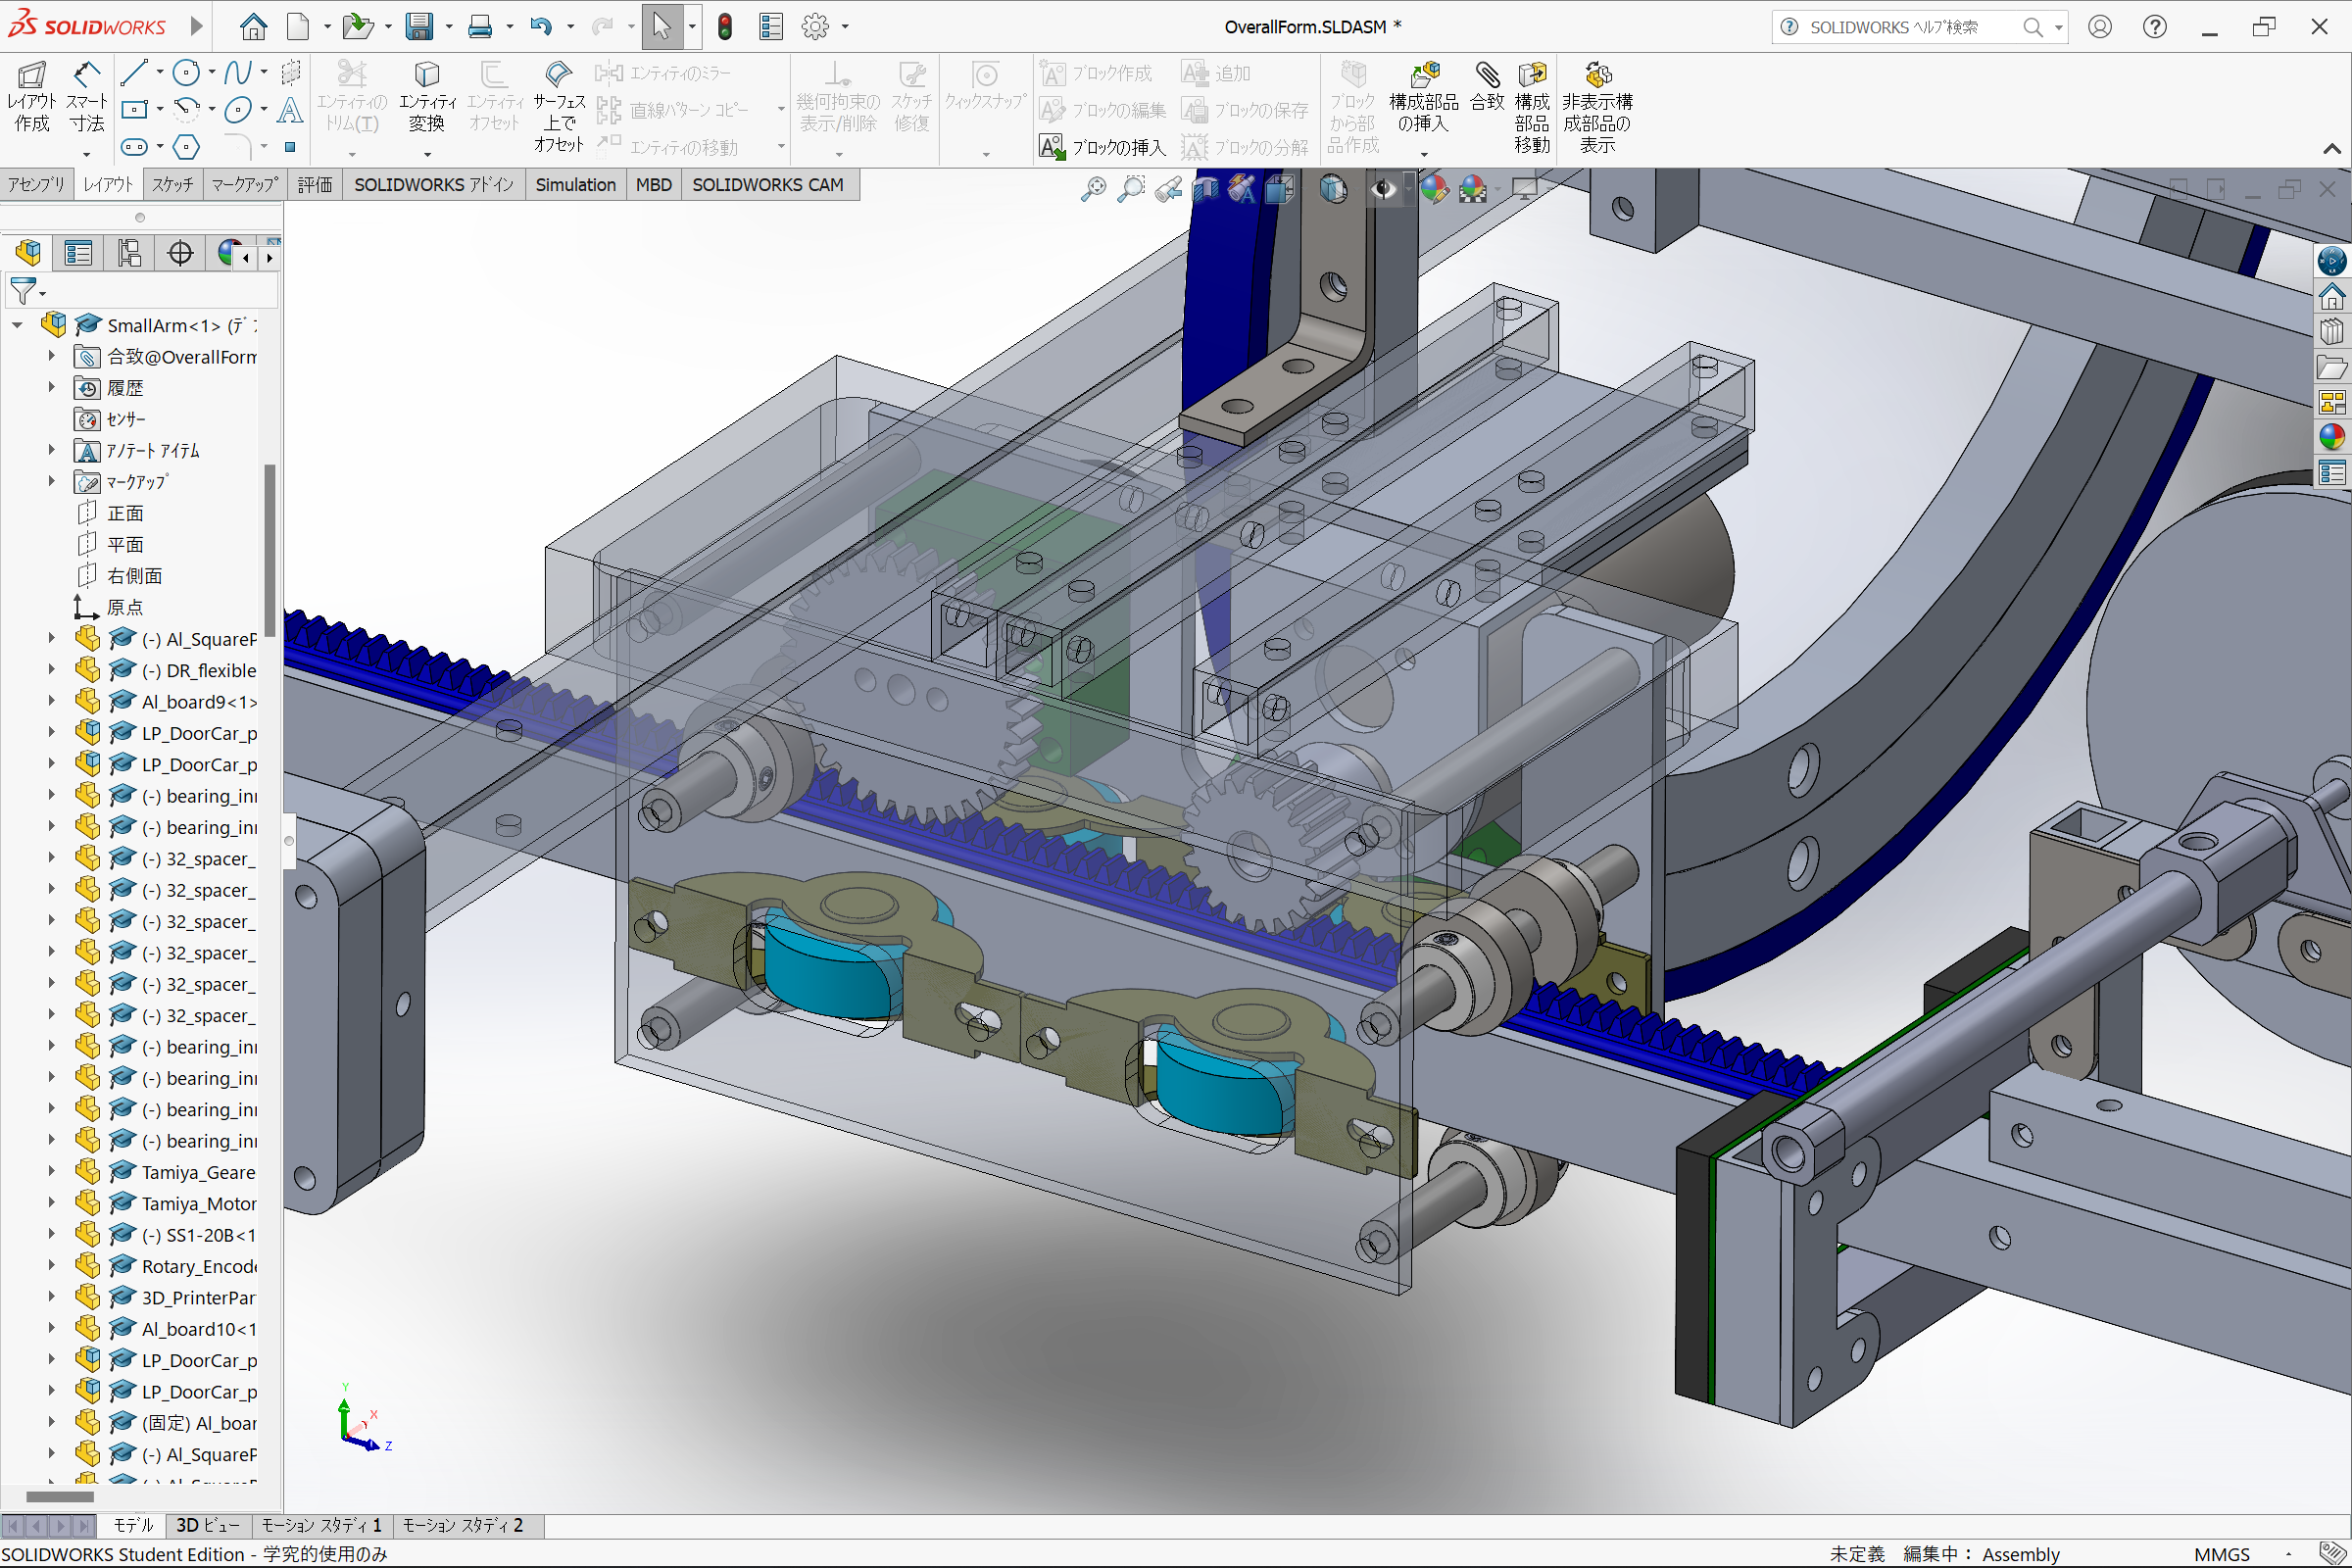 SOLIDWORKS
OverallForm.SLDASM *
SOLIDWORKS ヘルプ検索
レイアウト作成
スマート寸法
エンティティのトリム(T)
エンティティ変換
エンティティオフセット
サーフェス上でオフセット
エンティティのミラー
直線パターン コピー
エンティティの移動
幾何拘束の表示/削除
スケッチ修復
クイックスナップ
ブロック作成
ブロックの編集
ブロックの挿入
追加
ブロックの保存
ブロックの分解
ブロックから部品作成
構成部品の挿入
合致
構成部品移動
非表示構成部品の表示
アセンブリ
レイアウト
スケッチ
マークアップ
評価
SOLIDWORKS アドイン
Simulation
MBD
SOLIDWORKS CAM
SmallArm<1> (デフ
合致@OverallForm
履歴
センサー
アノテート アイテム
マークアップ
正面
平面
右側面
原点
(-) Al_SquareP
(-) DR_flexible
Al_board9<1>
LP_DoorCar_p
LP_DoorCar_p
(-) bearing_inn
(-) bearing_inn
(-) 32_spacer_
(-) 32_spacer_
(-) 32_spacer_
(-) 32_spacer_
(-) 32_spacer_
(-) 32_spacer_
(-) bearing_inn
(-) bearing_inn
(-) bearing_inn
(-) bearing_inn
Tamiya_Geare
Tamiya_Motor
(-) SS1-20B<1
Rotary_Encode
3D_PrinterPar
Al_board10<1
LP_DoorCar_p
LP_DoorCar_p
(固定) Al_boar
(-) Al_SquareP
Y
X
Z
モデル
3D ビュー
モーション スタディ 1
モーション スタディ 2
SOLIDWORKS Student Edition - 学究的使用のみ
未定義
編集中： Assembly
MMGS